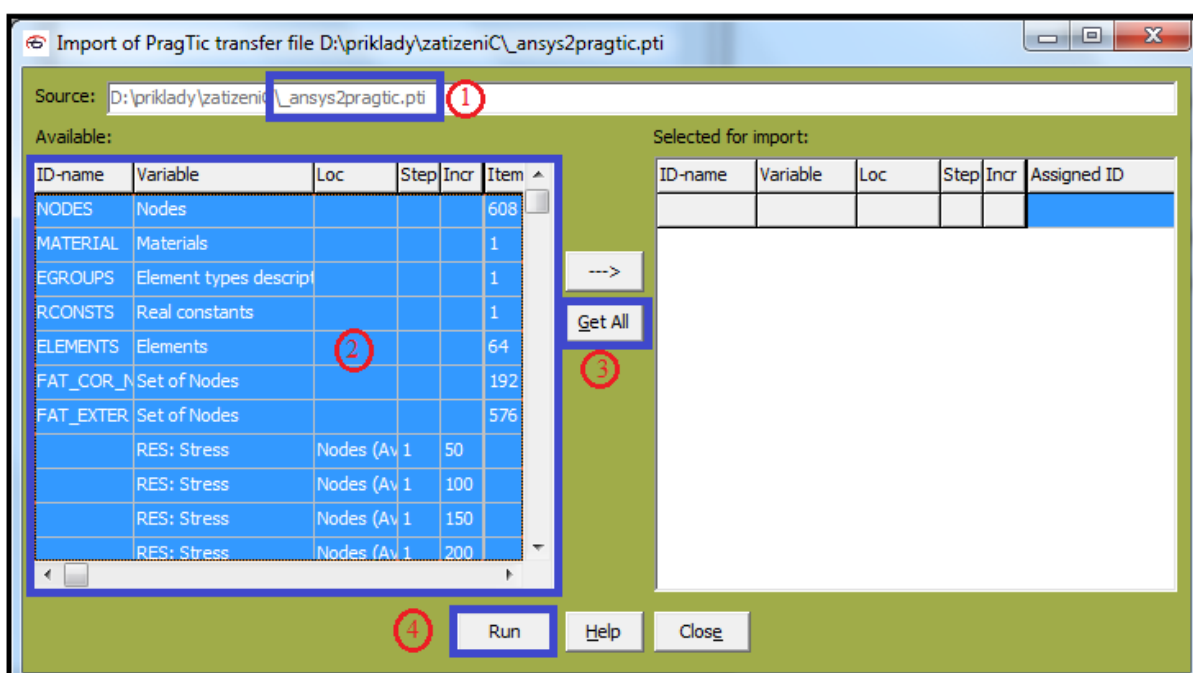 Import of PragTic transfer file D:\priklady\zatizeniC\_ansys2pragtic.pti
Source: D:\priklady\zatizeniC\_ansys2pragtic.pti 1
Available: Selected for import:
ID-name Variable Loc Step Incr Item ID-name Variable Loc Step Incr Assigned ID
NODES Nodes 608
MATERIAL Materials 1
EGROUPS Element types descript 1
--->
RCONSTS Real constants 1
Get All
ELEMENTS Elements 64
2
3
FAT_COR_N Set of Nodes 192
FAT_EXTER Set of Nodes 576
RES: Stress Nodes (Av 1 50
RES: Stress Nodes (Av 1 100
RES: Stress Nodes (Av 1 150
RES: Stress Nodes (Av 1 200
4 Run Help Close